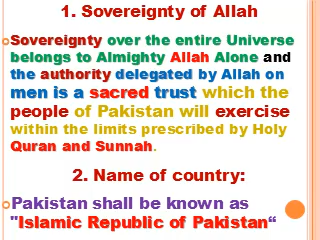 1. Sovereignty of Allah
Sovereignty over the entire Universe
belongs to Almighty Allah Alone and
the authority delegated by Allah on
men is a sacred trust which the
people of Pakistan will exercise
within the limits prescribed by Holy
Quran and Sunnah.
2. Name of country:
Pakistan shall be known as
"Islamic Republic of Pakistan“